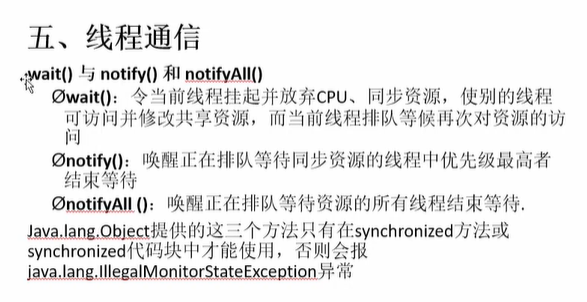 五、线程通信
wait() 与 notify() 和 notifyAll()
Øwait()：令当前线程挂起并放弃CPU、同步资源，使别的线程
可访问并修改共享资源，而当前线程排队等候再次对资源的访
问
Ønotify()：唤醒正在排队等待同步资源的线程中优先级最高者
结束等待
ØnotifyAll ()：唤醒正在排队等待资源的所有线程结束等待.
Java.lang.Object提供的这三个方法只有在synchronized方法或
synchronized代码块中才能使用，否则会报
java.lang.IllegalMonitorStateException异常